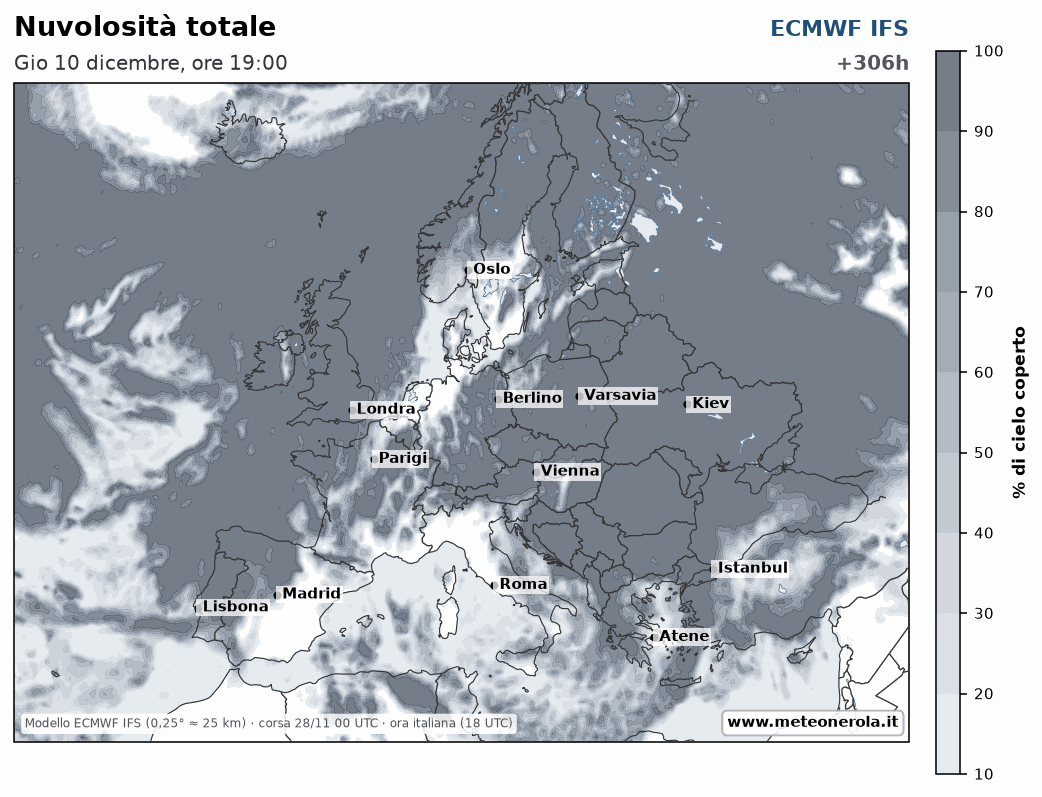 Nuvolosità totale
ECMWF IFS
Gio 10 dicembre, ore 19:00
+306h
100
90
80
70
60
50
40
30
20
10
% di cielo coperto
Oslo
Berlino
Varsavia
Kiev
Londra
Parigi
Vienna
Istanbul
Roma
Madrid
Lisbona
Atene
Modello ECMWF IFS (0,25° ≈ 25 km) · corsa 28/11 00 UTC · ora italiana (18 UTC)
www.meteonerola.it